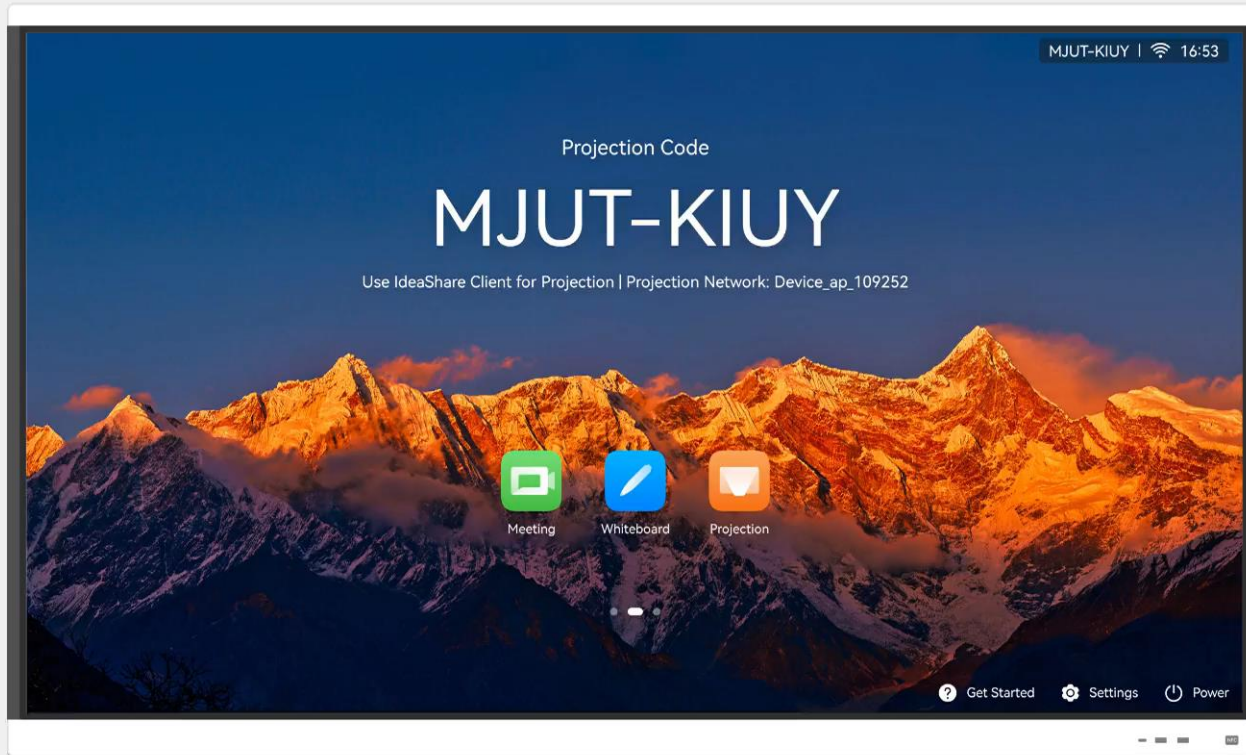 MJUT-KIUY | 16:53
Projection Code
MJUT-KIUY
Use IdeaShare Client for Projection | Projection Network: Device_ap_109252
Meeting Whiteboard Projection
Get Started Settings Power
NFC